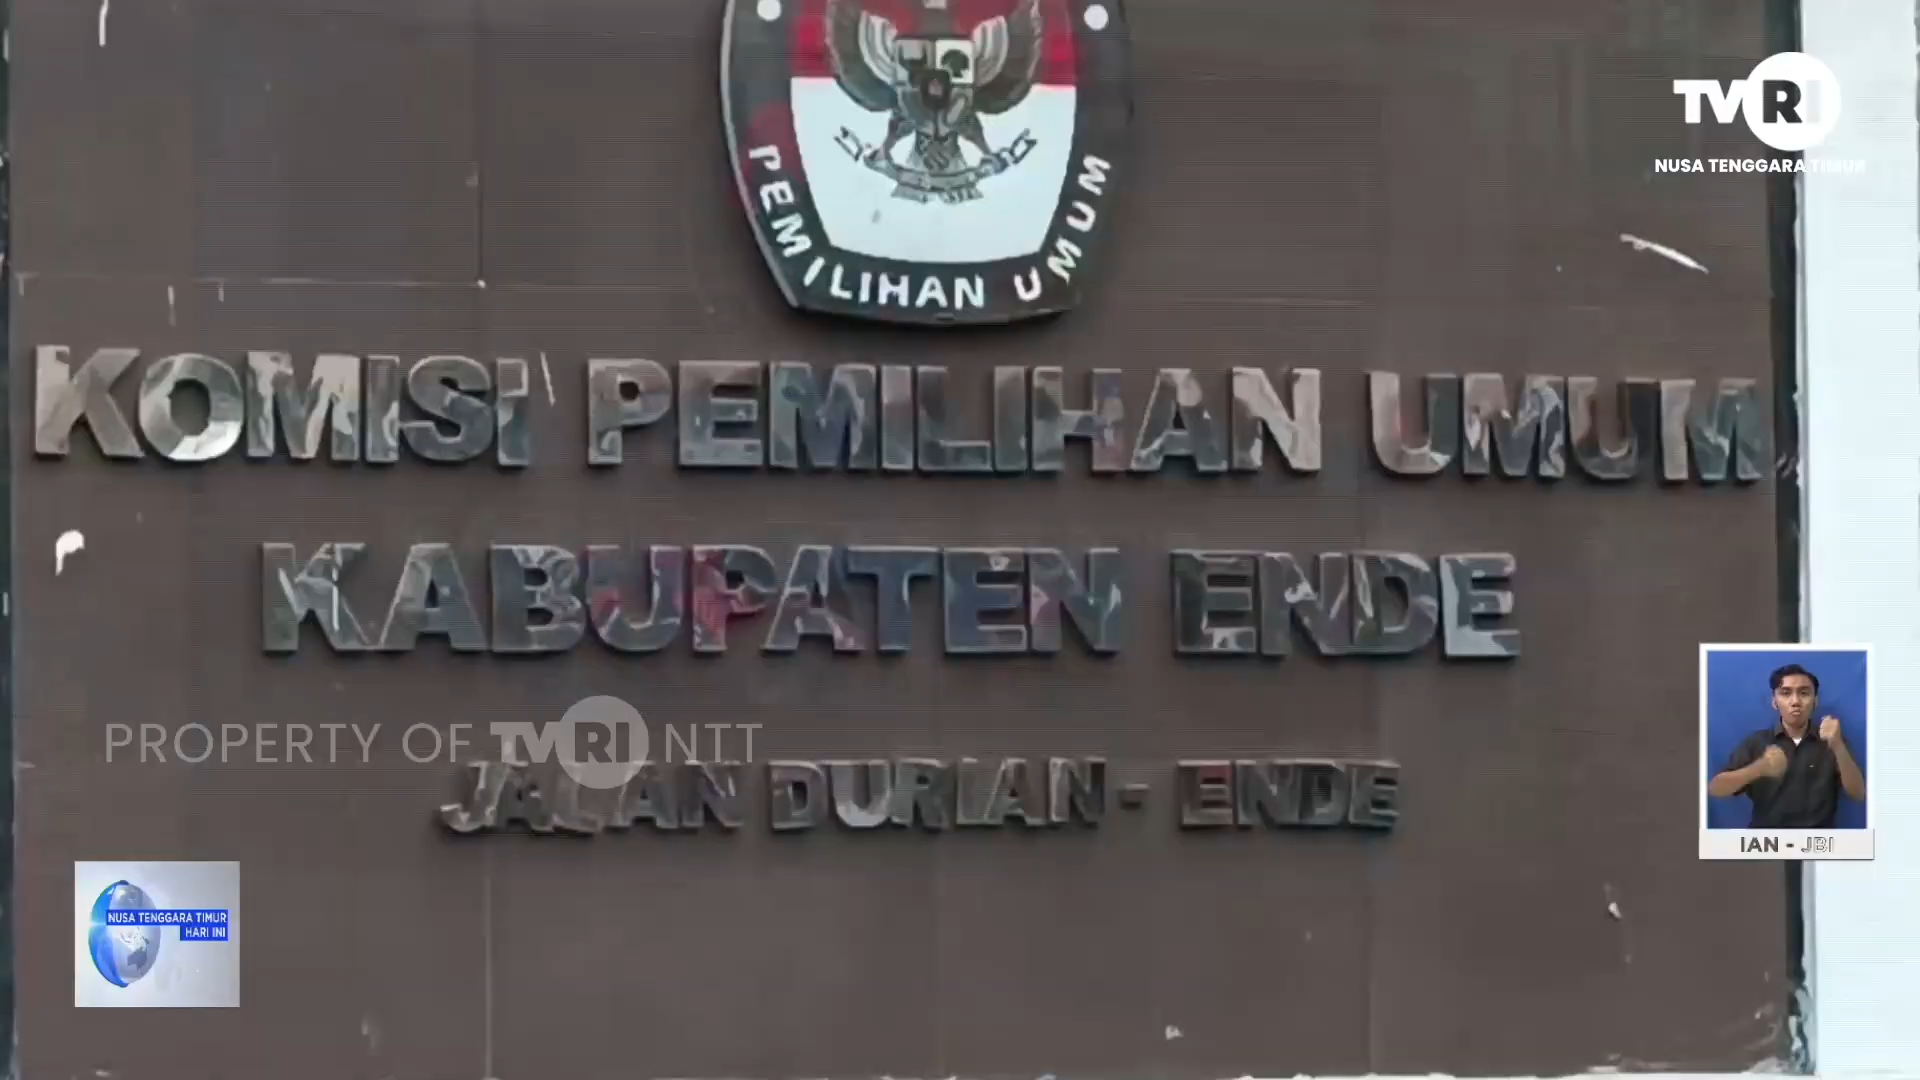 TVRI
NUSA TENGGARA TIMUR
PEMILIHAN UMUM
KOMISI PEMILIHAN UMUM
KABUPATEN ENDE
PROPERTY OF TVRI NTT
JALAN DURIAN - ENDE
IAN - JBI
NUSA TENGGARA TIMUR
HARI INI